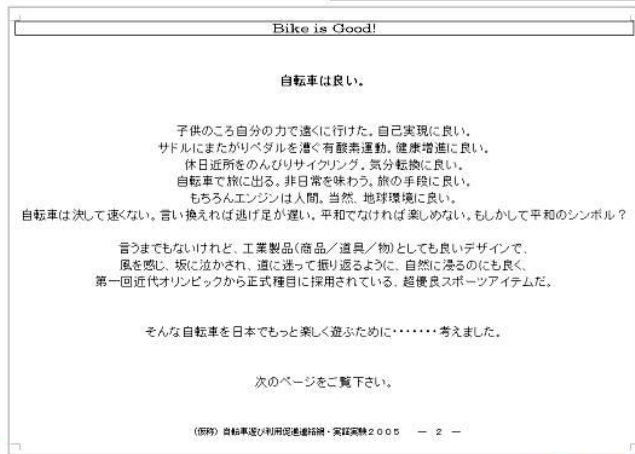 Bike is Good!
自転車は良い。
子供のころ自分の力で遠くに行けた。自己実現に良い。
サドルにまたがりペダルを漕ぐ有酸素運動。健康増進に良い。
休日近所をのんびりサイクリング。気分転換に良い。
自転車で旅に出る。非日常を味わう。旅の手段に良い。
もちろんエンジンは人間。当然、地球環境に良い。
自転車は決して速くない。言い換えれば逃げ足が遅い。平和でなければ楽しめない。もしかして平和のシンボル？
言うまでもないけれど、工業製品(商品／道具／物)としても良いデザインで、
風を感じ、坂に泣かされ、道に迷って振り返るように、自然に浸るのにも良く、
第一回近代オリンピックから正式種目に採用されている、超優良スポーツアイテムだ。
そんな自転車を日本でもっと楽しく遊ぶために・・・・・・・考えました。
次のページをご覧下さい。
(仮称) 自転車遊び利用促進連絡網・実証実験２００５ － 2 －